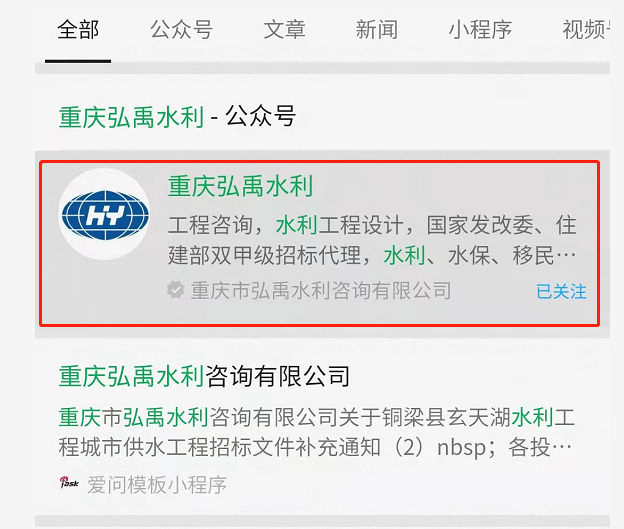 全部 公众号 文章 新闻 小程序 视频号
重庆弘禹水利 - 公众号
HY
重庆弘禹水利
工程咨询，水利工程设计，国家发改委、住
建部双甲级招标代理，水利、水保、移民…
重庆市弘禹水利咨询有限公司 已关注
重庆弘禹水利咨询有限公司
重庆市弘禹水利咨询有限公司关于铜梁县玄天湖水利工
程城市供水工程招标文件补充通知（2）nbsp；各投…
iask 爱问模板小程序